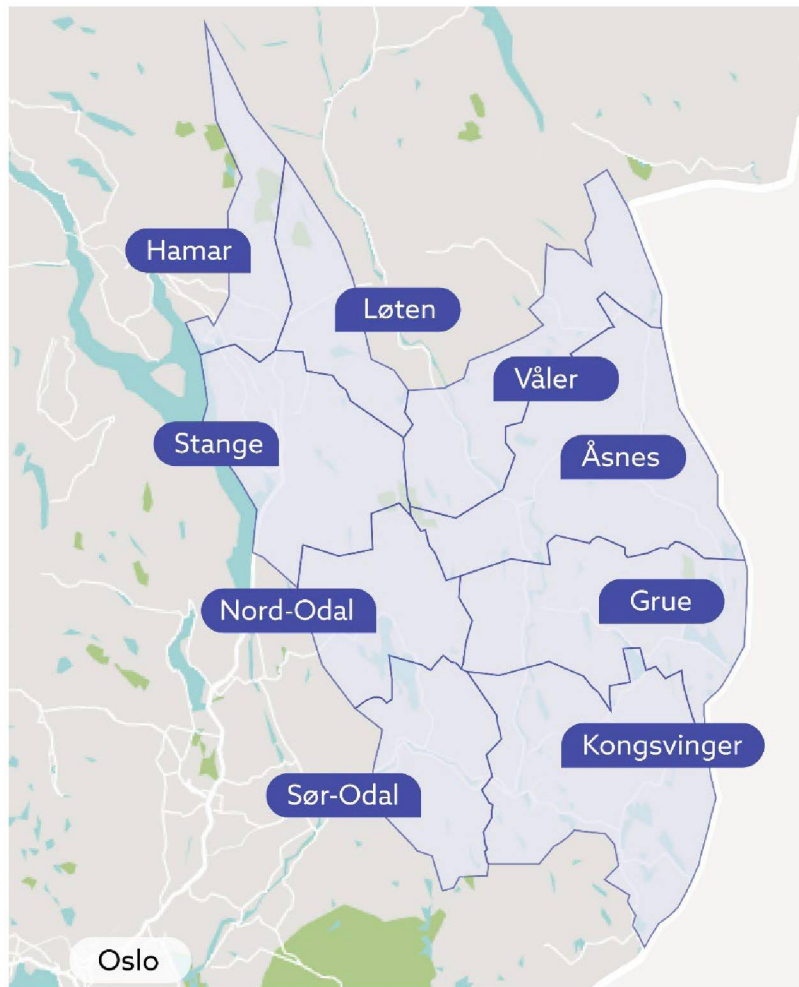 Hamar
Løten
Våler
Stange
Åsnes
Nord-Odal
Grue
Kongsvinger
Sør-Odal
Oslo